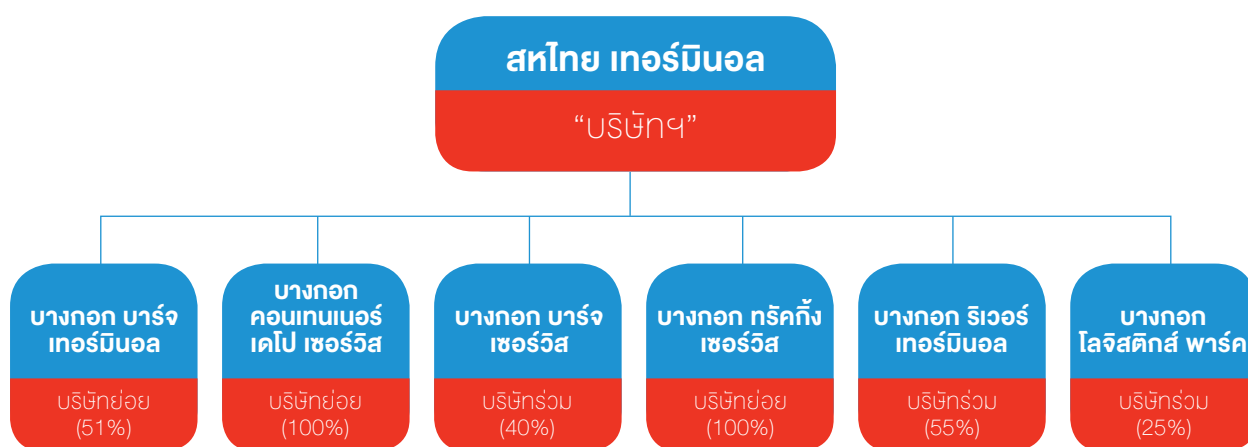 สหไทย เทอร์มินอล
“บริษัทฯ”
บางกอก บาร์จ
เทอร์มินอล
บริษัทย่อย
(51%)
บางกอก
คอนเทนเนอร์
เดโป เซอร์วิส
บริษัทย่อย
(100%)
บางกอก บาร์จ
เซอร์วิส
บริษัทร่วม
(40%)
บางกอก ทรัคกิ้ง
เซอร์วิส
บริษัทย่อย
(100%)
บางกอก ริเวอร์
เทอร์มินอล
บริษัทร่วม
(55%)
บางกอก
โลจิสติกส์ พาร์ค
บริษัทร่วม
(25%)